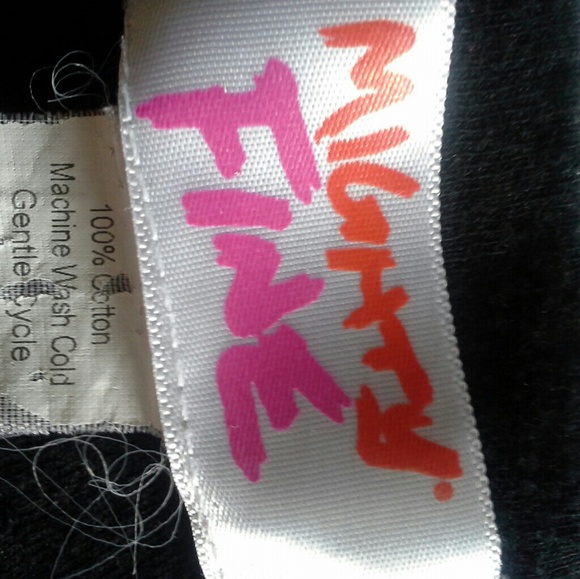 MIGHTY
FINE
100% Cotton
Machine Wash Cold
Gentle Cycle